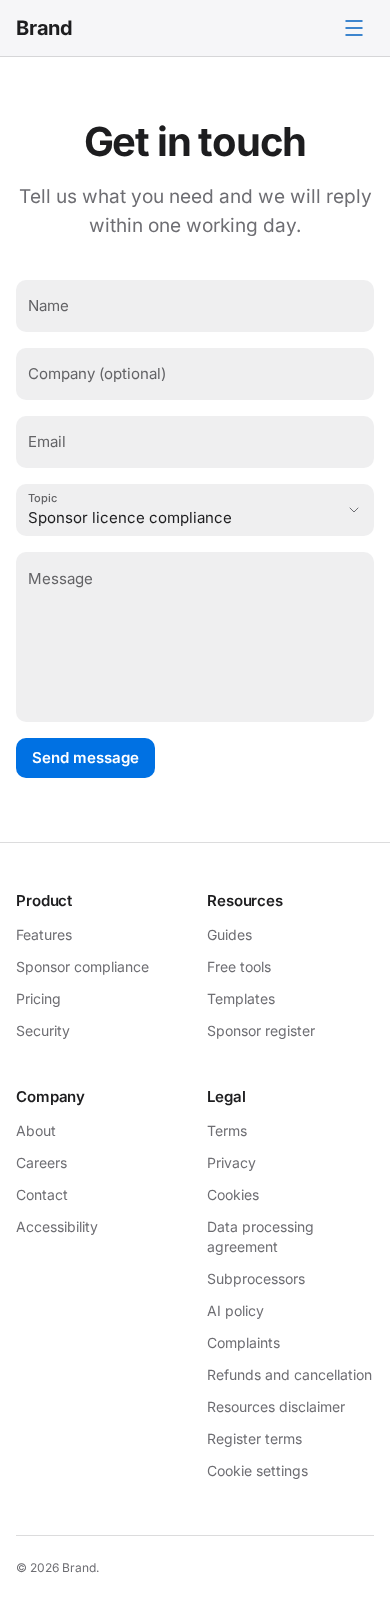 Brand
Get in touch
Tell us what you need and we will reply
within one working day.
Name
Company (optional)
Email
Topic
Sponsor licence compliance
Message
Send message
Product
Features
Sponsor compliance
Pricing
Security
Resources
Guides
Free tools
Templates
Sponsor register
Company
About
Careers
Contact
Accessibility
Legal
Terms
Privacy
Cookies
Data processing
agreement
Subprocessors
AI policy
Complaints
Refunds and cancellation
Resources disclaimer
Register terms
Cookie settings
© 2026 Brand.